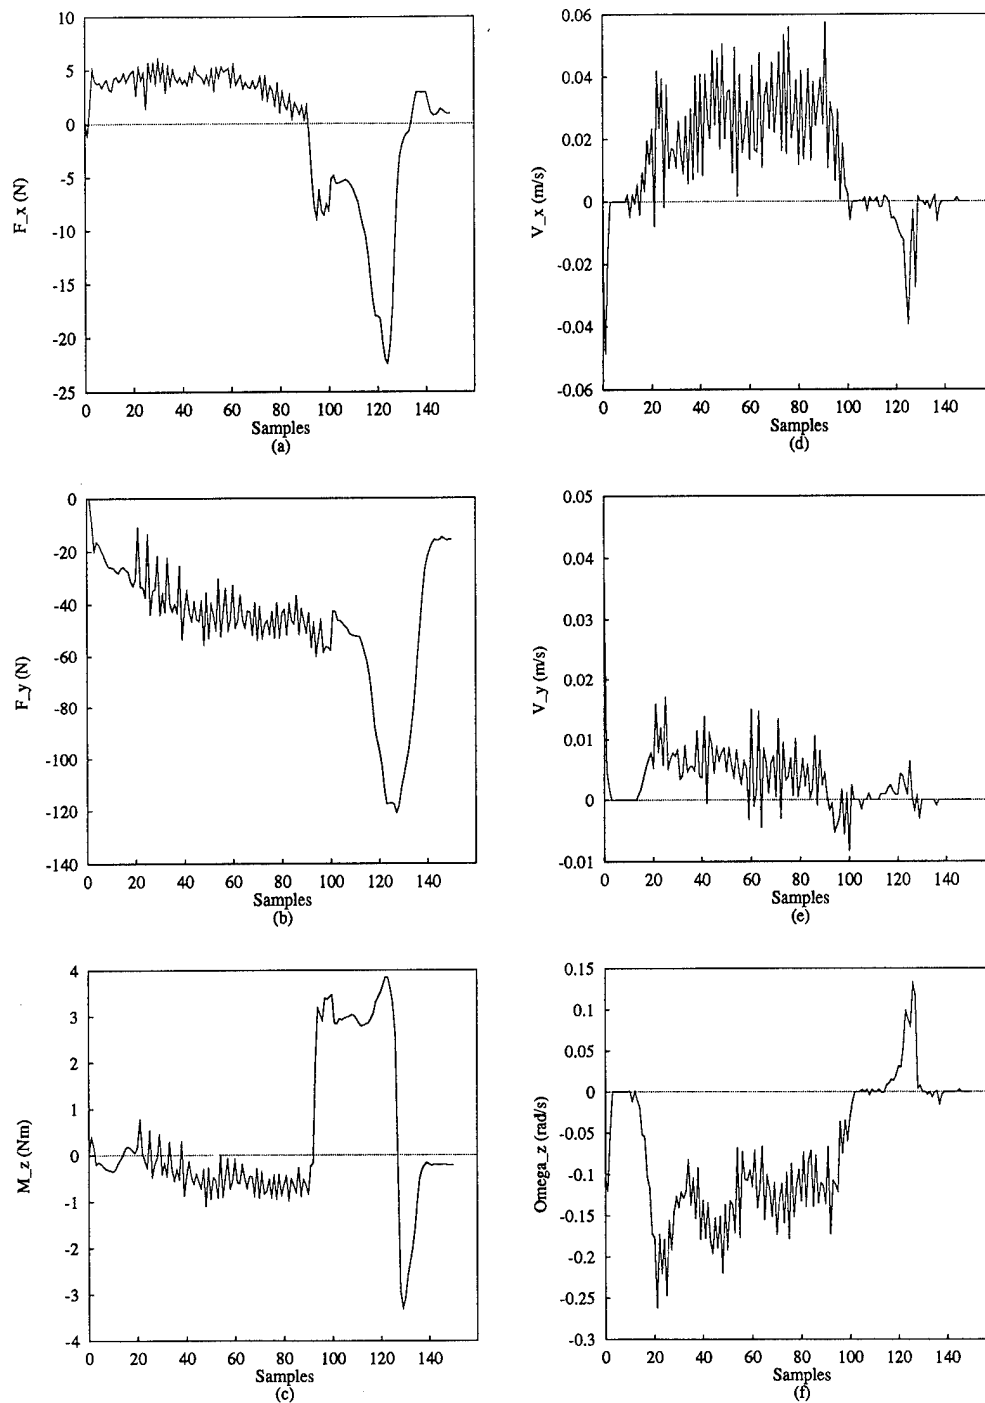 10
5
0
-5
-10
-15
-20
-25
F_x (N)
0 20 40 60 80 100 120 140
Samples
(a)
0.06
0.04
0.02
0
-0.02
-0.04
-0.06
V_x (m/s)
0 20 40 60 80 100 120 140
Samples
(d)
0
-20
-40
-60
-80
-100
-120
-140
F_y (N)
0 20 40 60 80 100 120 140
Samples
(b)
0.05
0.04
0.03
0.02
0.01
0
-0.01
V_y (m/s)
0 20 40 60 80 100 120 140
Samples
(e)
4
3
2
1
0
-1
-2
-3
-4
M_z (Nm)
0 20 40 60 80 100 120 140
Samples
(c)
0.15
0.1
0.05
0
-0.05
-0.1
-0.15
-0.2
-0.25
-0.3
Omega_z (rad/s)
0 20 40 60 80 100 120 140
Samples
(f)